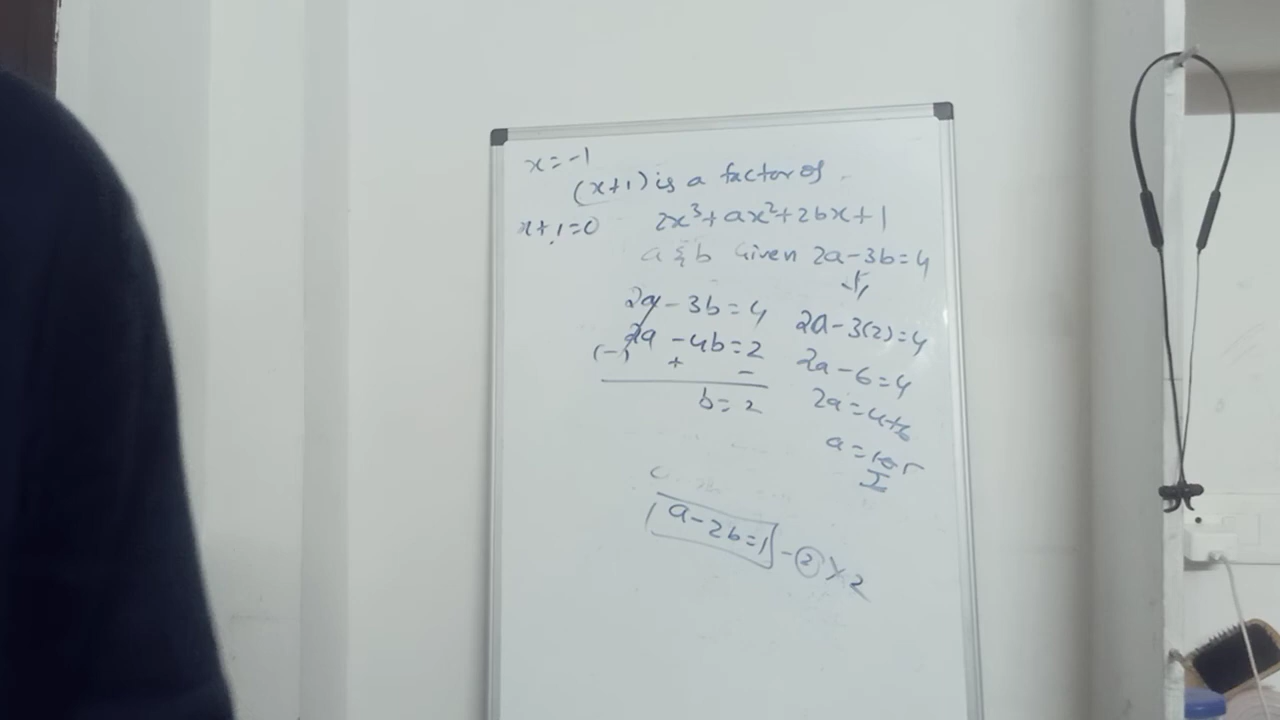 x=-1
(x+1) is a factor of
x+1=0
2x³+ax²+2bx+1
a & b Given 2a-3b=4
2a-3b=4
2a-4b=2
(-) + -
b=2
2a-3(2)=4
2a-6=4
2a=4+6
a=
a-2b=1 -②×2